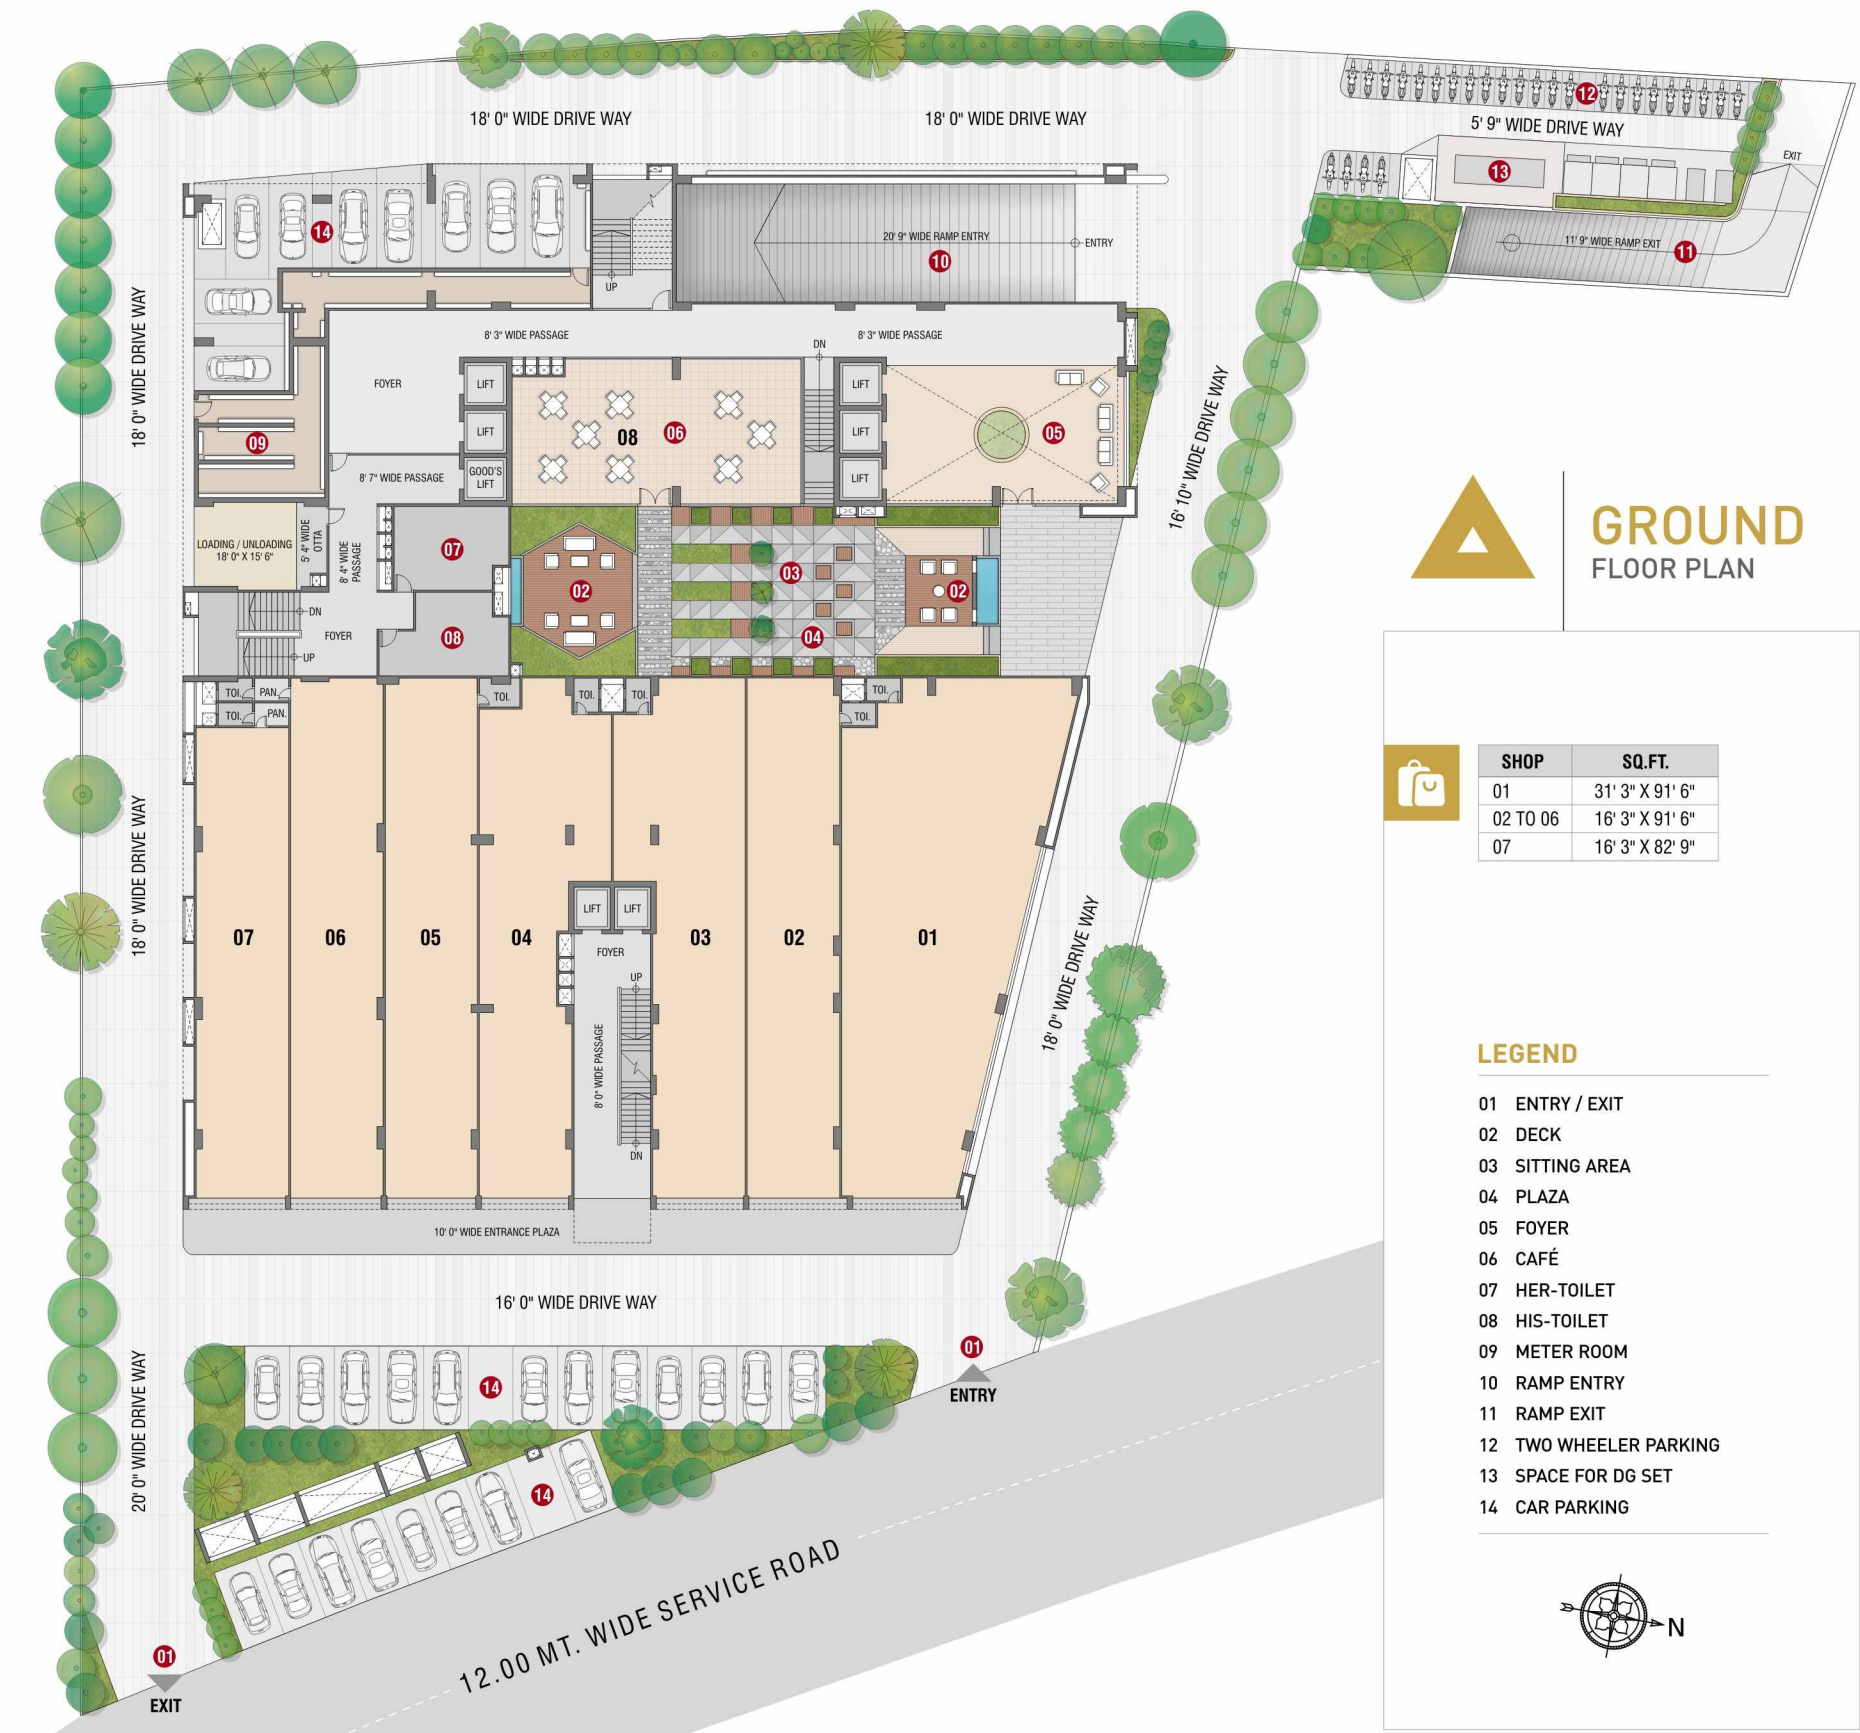 18' 0" WIDE DRIVE WAY
18' 0" WIDE DRIVE WAY
12
5' 9" WIDE DRIVE WAY
EXIT
13
14
20' 9" WIDE RAMP ENTRY
ENTRY
10
11' 9" WIDE RAMP EXIT
11
UP
18' 0" WIDE DRIVE WAY
8' 3" WIDE PASSAGE
8' 3" WIDE PASSAGE
DN
FOYER
LIFT
LIFT
16' 10" WIDE DRIVE WAY
09
LIFT
08
06
LIFT
05
8' 7" WIDE PASSAGE
GOOD'S
LIFT
LIFT
LOADING / UNLOADING
18' 0" X 15' 6"
5' 4" WIDE
OTTA
8' 4" WIDE
PASSAGE
07
02
03
02
DN
FOYER
UP
08
04
GROUND
FLOOR PLAN
TOI.
PAN.
TOI.
TOI.
TOI.
TOI.
TOI.
PAN.
TOI.
SHOP
SQ.FT.
01
31' 3" X 91' 6"
02 TO 06
16' 3" X 91' 6"
07
16' 3" X 82' 9"
18' 0" WIDE DRIVE WAY
LIFT
LIFT
07
06
05
04
03
02
01
FOYER
UP
18' 0" WIDE DRIVE WAY
8' 0" WIDE PASSAGE
DN
10' 0" WIDE ENTRANCE PLAZA
16' 0" WIDE DRIVE WAY
20' 0" WIDE DRIVE WAY
14
01
ENTRY
14
12.00 MT. WIDE SERVICE ROAD
01
EXIT
LEGEND
01 ENTRY / EXIT
02 DECK
03 SITTING AREA
04 PLAZA
05 FOYER
06 CAFÉ
07 HER-TOILET
08 HIS-TOILET
09 METER ROOM
10 RAMP ENTRY
11 RAMP EXIT
12 TWO WHEELER PARKING
13 SPACE FOR DG SET
14 CAR PARKING
N